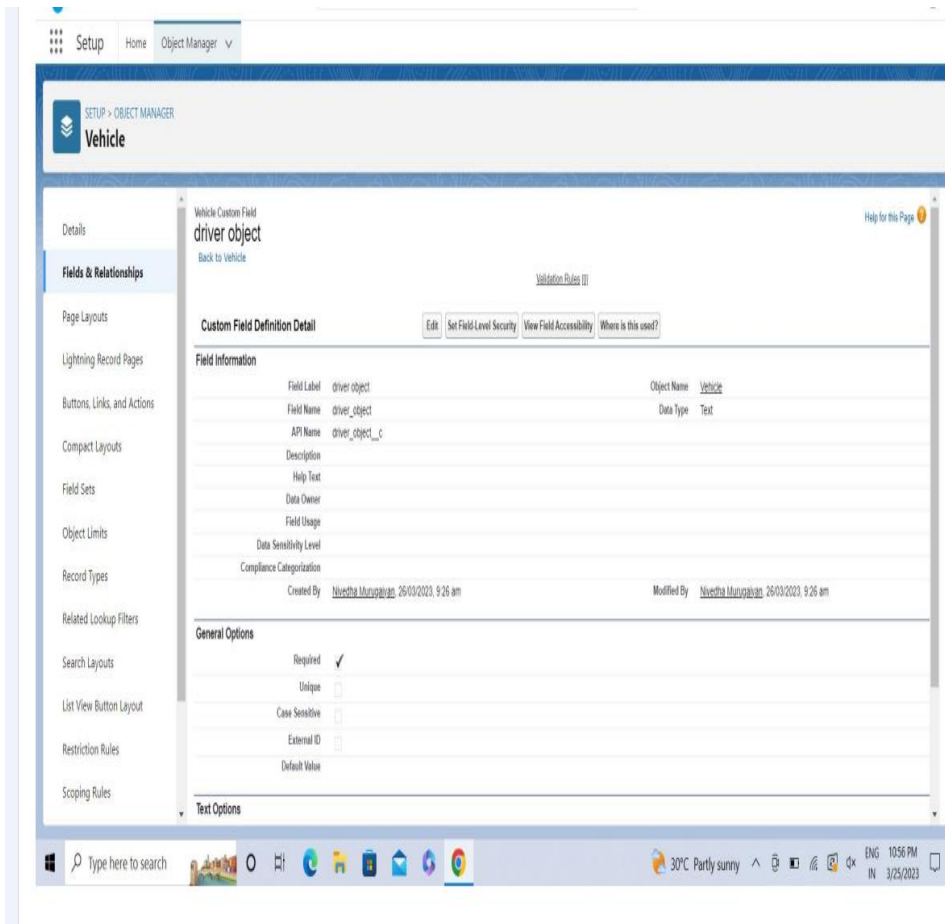 Setup Home Object Manager
SETUP > OBJECT MANAGER
Vehicle
Details
Fields & Relationships
Page Layouts
Lightning Record Pages
Buttons, Links, and Actions
Compact Layouts
Field Sets
Object Limits
Record Types
Related Lookup Filters
Search Layouts
List View Button Layout
Restriction Rules
Scoping Rules
Vehicle Custom Field
driver object
Back to Vehicle
Help for this Page
Validation Rules [0]
Custom Field Definition Detail Edit Set Field-Level Security View Field Accessibility Where is this used?
Field Information
Field Label driver object Object Name Vehicle
Field Name driver_object Data Type Text
API Name driver_object__c
Description
Help Text
Data Owner
Field Usage
Data Sensitivity Level
Compliance Categorization
Created By Nivedha Murugaiyan, 26/03/2023, 9:26 am Modified By Nivedha Murugaiyan, 26/03/2023, 9:26 am
General Options
Required
Unique
Case Sensitive
External ID
Default Value
Text Options
Type here to search 30°C Partly sunny ENG 10:56 PM
IN 3/25/2023